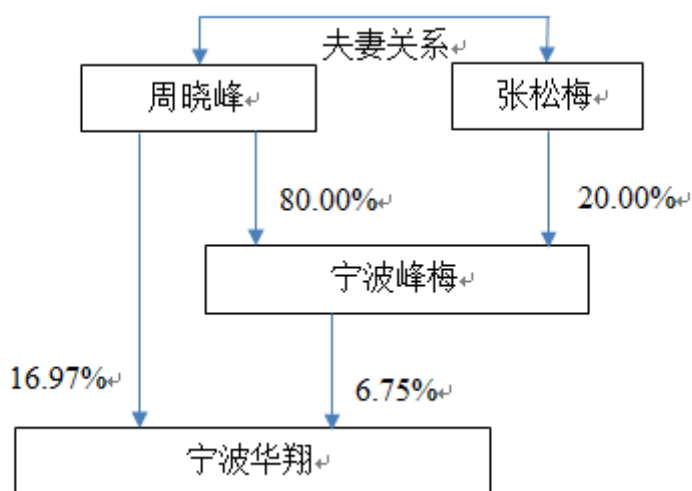 夫妻关系
周晓峰
张松梅
80.00%
20.00%
宁波峰梅
16.97%
6.75%
宁波华翔